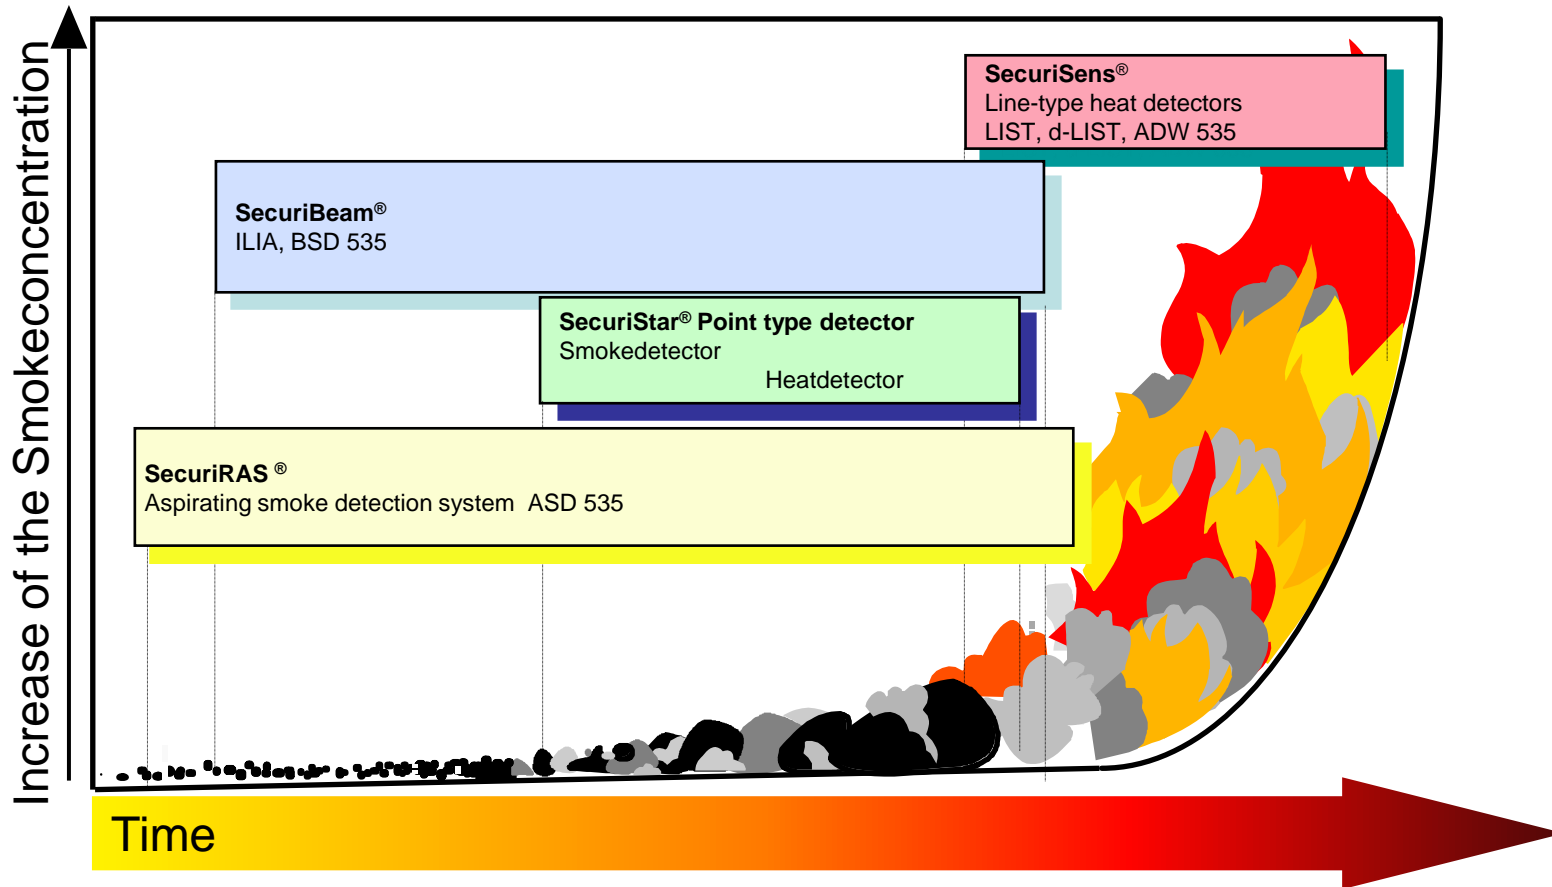 Increase of the Smokeconcentration
SecuriSens®
Line-type heat detectors
LIST, d-LIST, ADW 535
SecuriBeam®
ILIA, BSD 535
SecuriStar® Point type detector
Smokedetector
Heatdetector
SecuriRAS ®
Aspirating smoke detection system ASD 535
Time